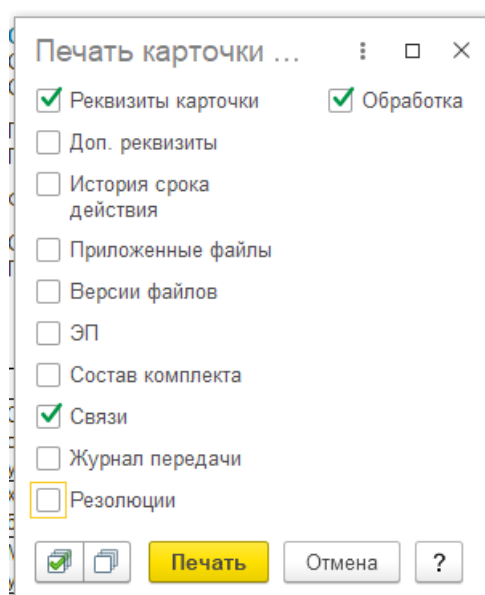 Печать карточки ...
Реквизиты карточки
Обработка
Доп. реквизиты
История срока
действия
Приложенные файлы
Версии файлов
ЭП
Состав комплекта
Связи
Журнал передачи
Резолюции
Печать
Отмена
?